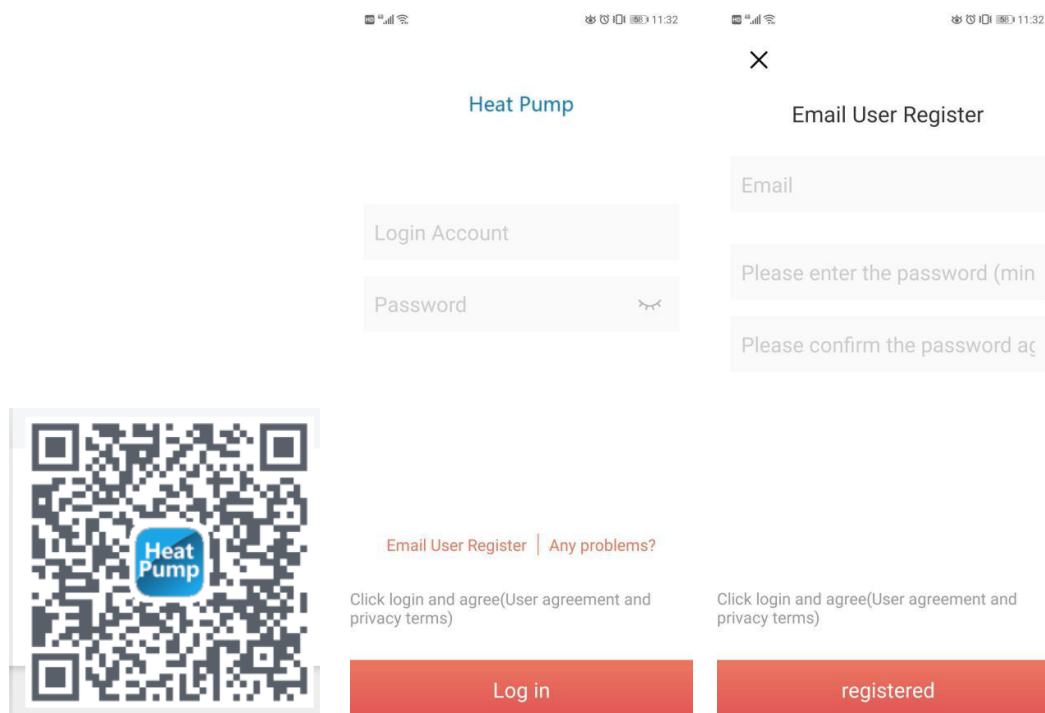 Heat
Pump
11:32
Heat Pump
Login Account
Password
Email User Register | Any problems?
Click login and agree(User agreement and
privacy terms)
Log in
11:32
Email User Register
Email
Please enter the password (min
Please confirm the password ag
Click login and agree(User agreement and
privacy terms)
registered